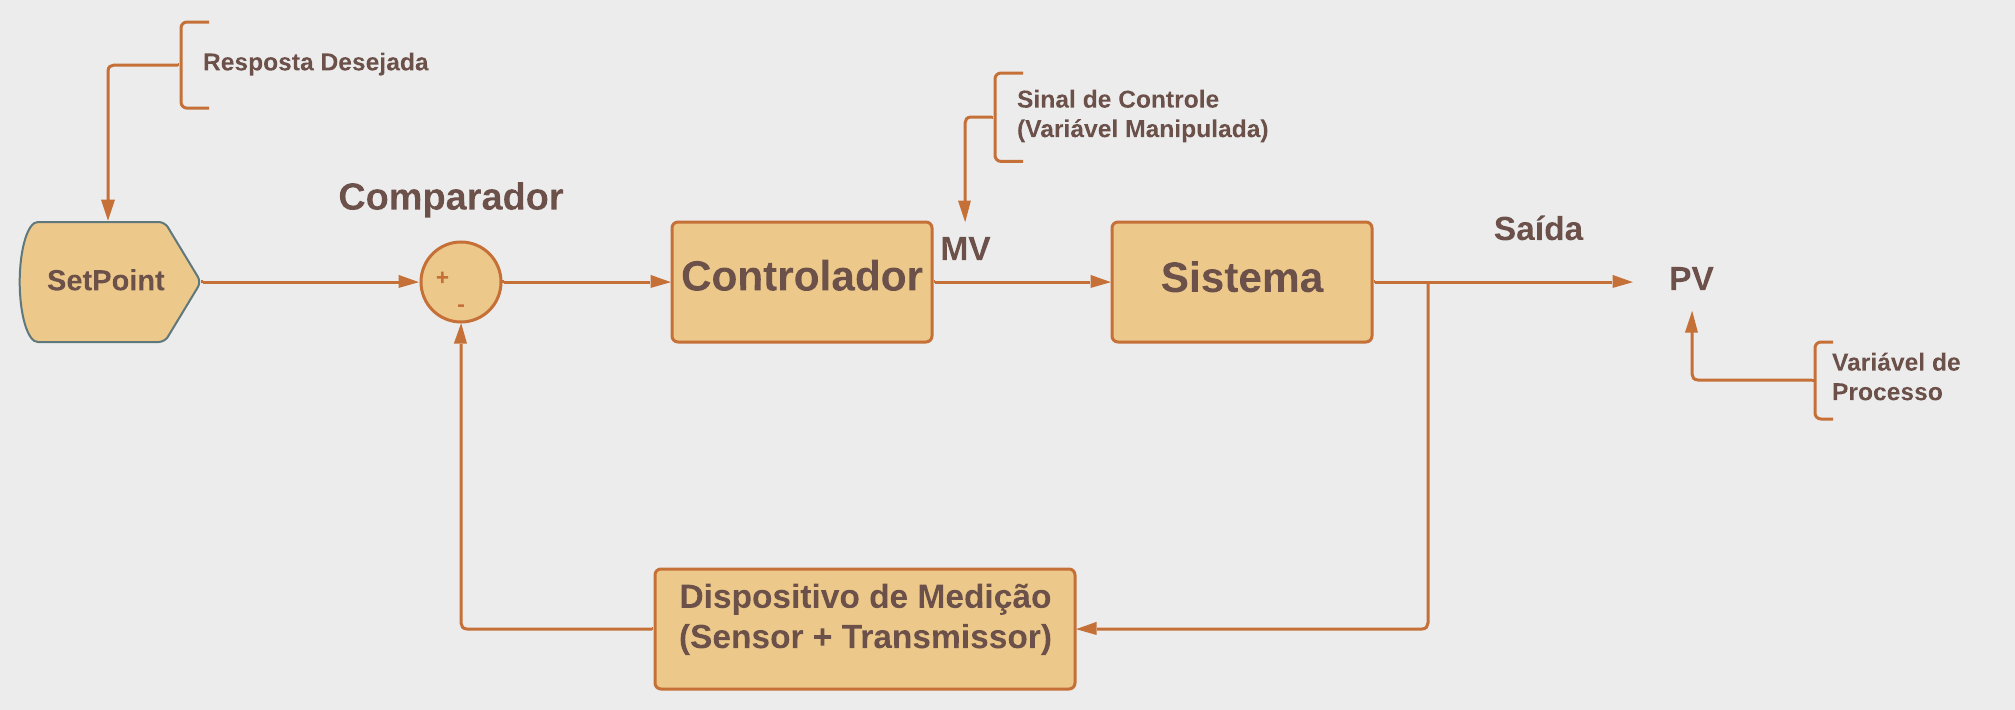 Resposta Desejada
Sinal de Controle
(Variável Manipulada)
Comparador
SetPoint
+
-
Controlador
MV
Sistema
Saída
PV
Variável de
Processo
Dispositivo de Medição
(Sensor + Transmissor)